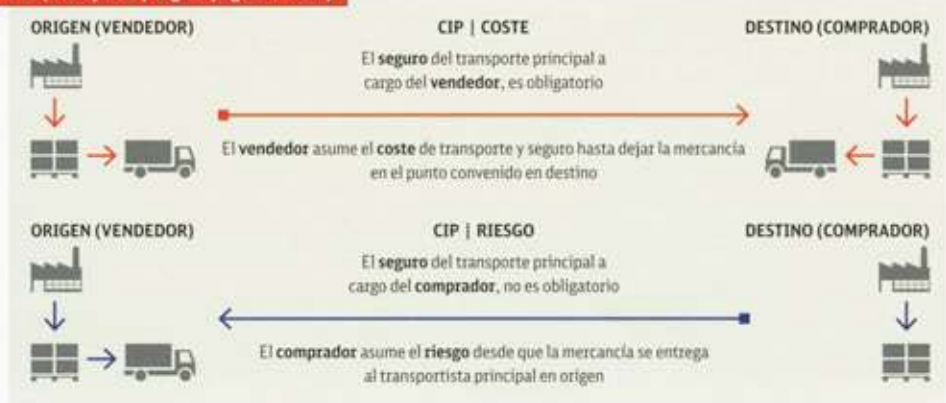 ORIGEN (VENDEDOR)
CIP | COSTE
DESTINO (COMPRADOR)
El seguro del transporte principal a
cargo del vendedor, es obligatorio
El vendedor asume el coste de transporte y seguro hasta dejar la mercancía
en el punto convenido en destino
ORIGEN (VENDEDOR)
CIP | RIESGO
DESTINO (COMPRADOR)
El seguro del transporte principal a
cargo del comprador, no es obligatorio
El comprador asume el riesgo desde que la mercancía se entrega
al transportista principal en origen